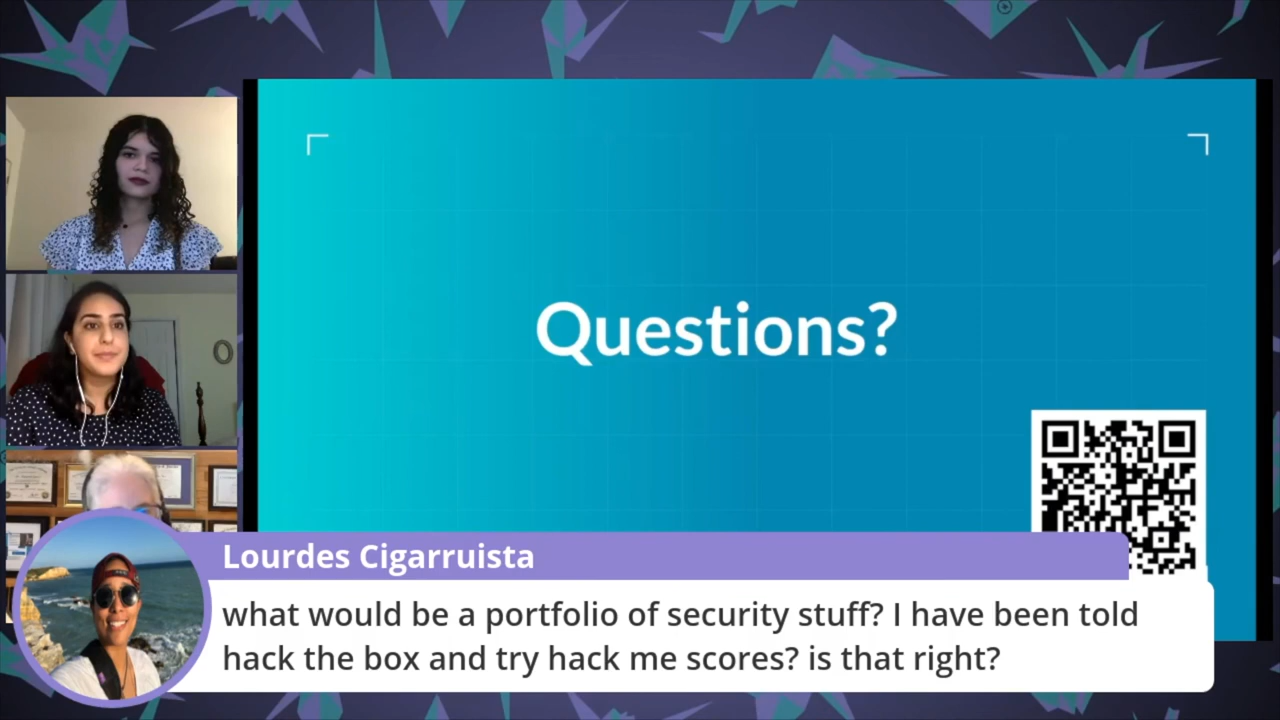 Questions?
Lourdes Cigarruista
what would be a portfolio of security stuff? I have been told
hack the box and try hack me scores? is that right?